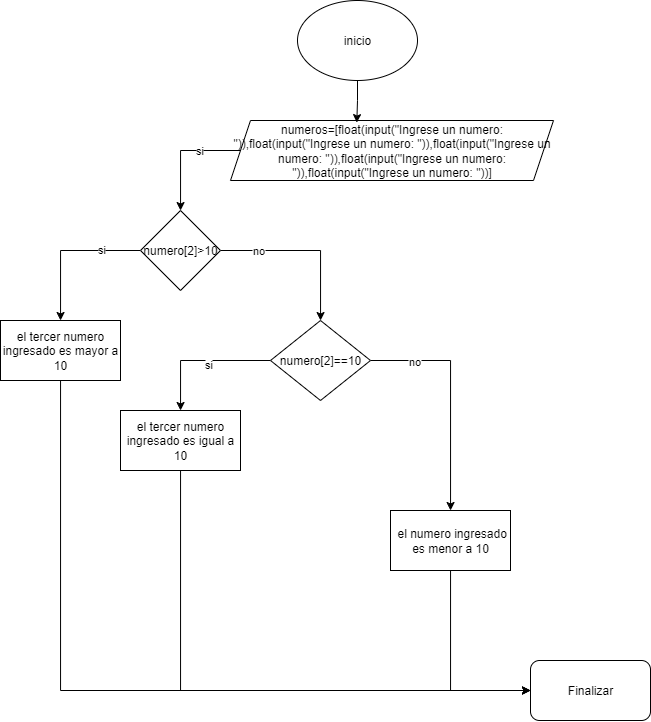 inicio
numeros=[float(input("Ingrese un numero:
")),float(input("Ingrese un numero: ")),float(input("Ingrese un
numero: ")),float(input("Ingrese un numero:
")),float(input("Ingrese un numero: "))]
si
numero[2]>10
si
no
el tercer numero
ingresado es mayor a
10
numero[2]==10
si
no
el tercer numero
ingresado es igual a
10
el numero ingresado
es menor a 10
Finalizar